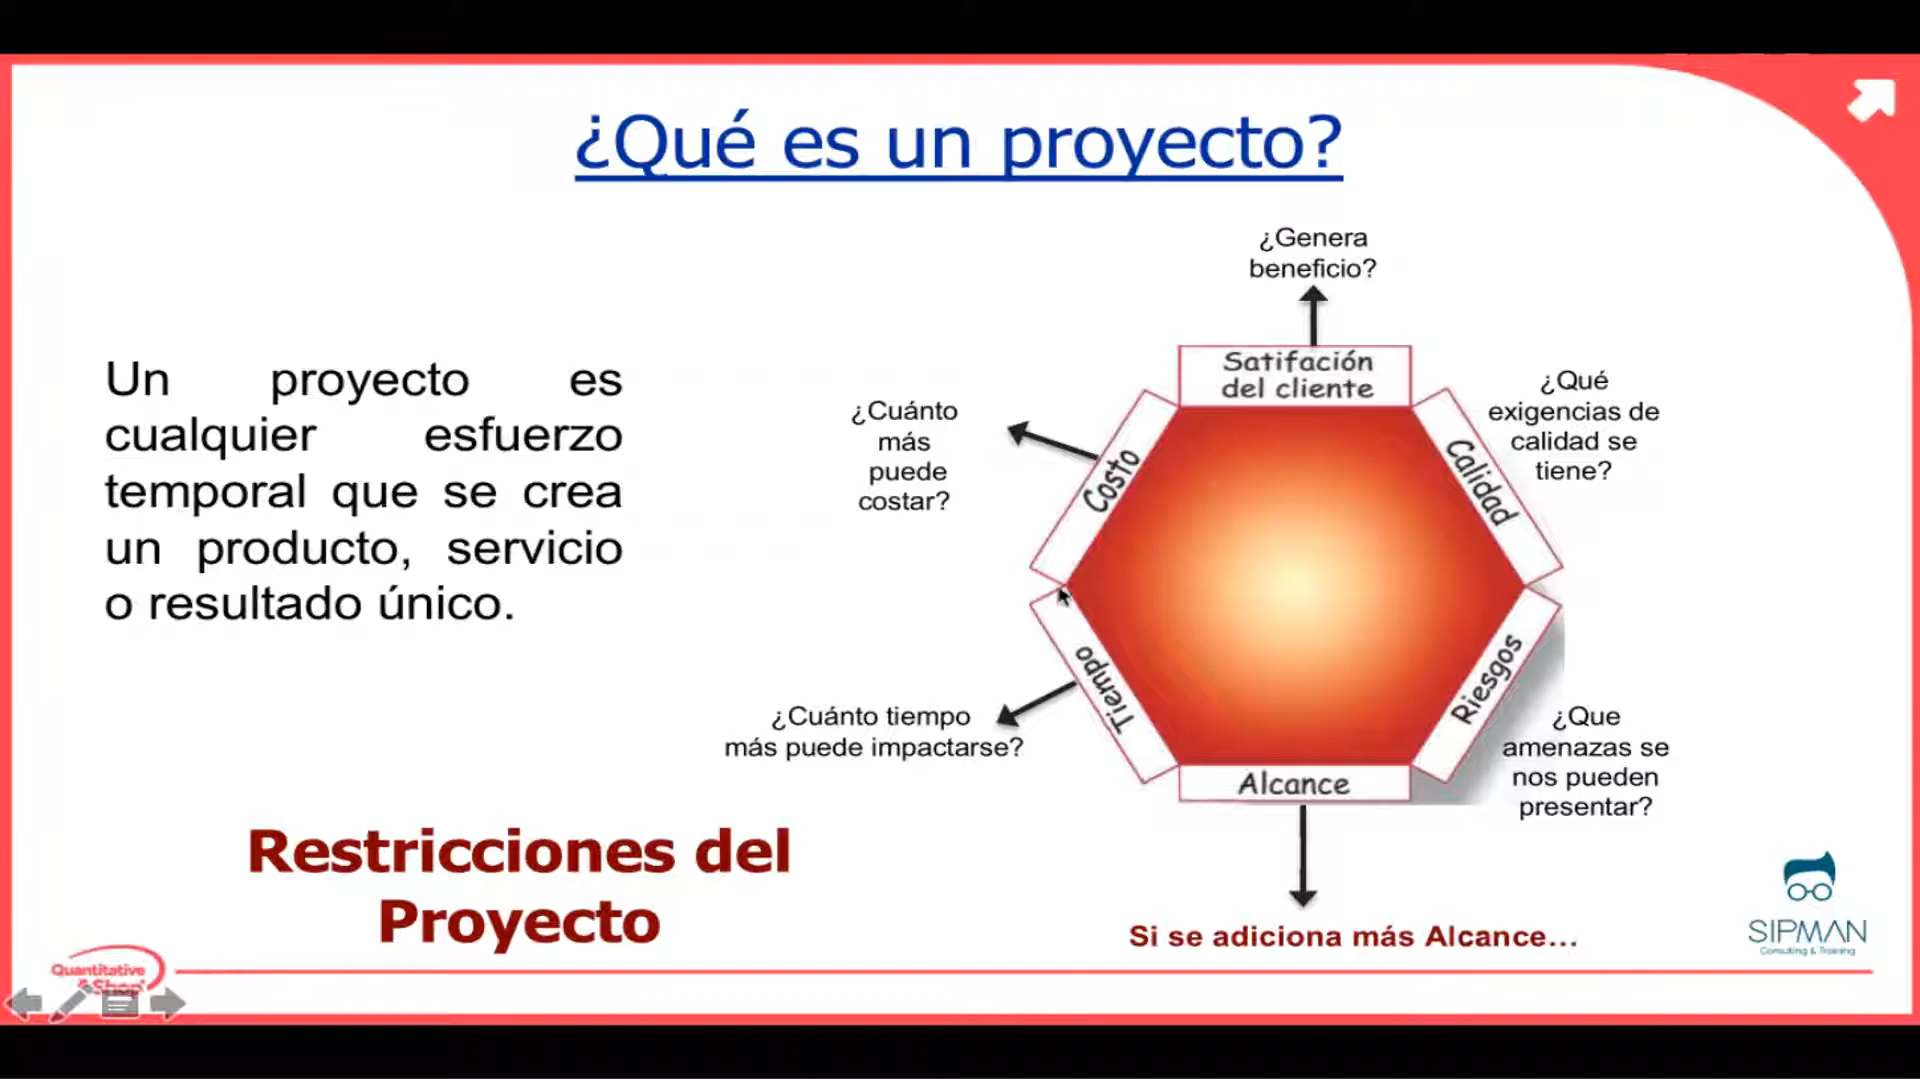 ¿Qué es un proyecto?
Un proyecto es
cualquier esfuerzo
temporal que se crea
un producto, servicio
o resultado único.
¿Genera
beneficio?
Satifación
del cliente
¿Cuánto
más
puede
costar?
Costo
¿Qué
exigencias de
calidad se
tiene?
Calidad
Tiempo
¿Cuánto tiempo
más puede impactarse?
Riesgos
¿Que
amenazas se
nos pueden
presentar?
Alcance
Si se adiciona más Alcance...
Restricciones del
Proyecto
Quantitative
Shop
SIPMAN
Consulting & Training